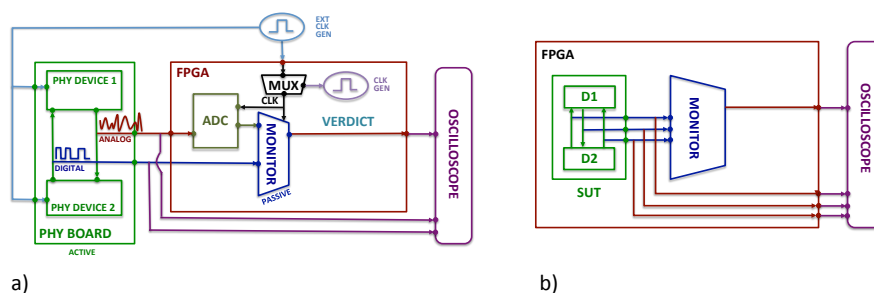 EXT
CLK
GEN
PHY DEVICE 1
FPGA
MUX
CLK
GEN
CLK
ADC
ANALOG
MONITOR
VERDICT
OSCILLOSCOPE
DIGITAL
PASSIVE
PHY DEVICE 2
PHY BOARD
ACTIVE
a)
FPGA
D1
D2
SUT
MONITOR
OSCILLOSCOPE
b)